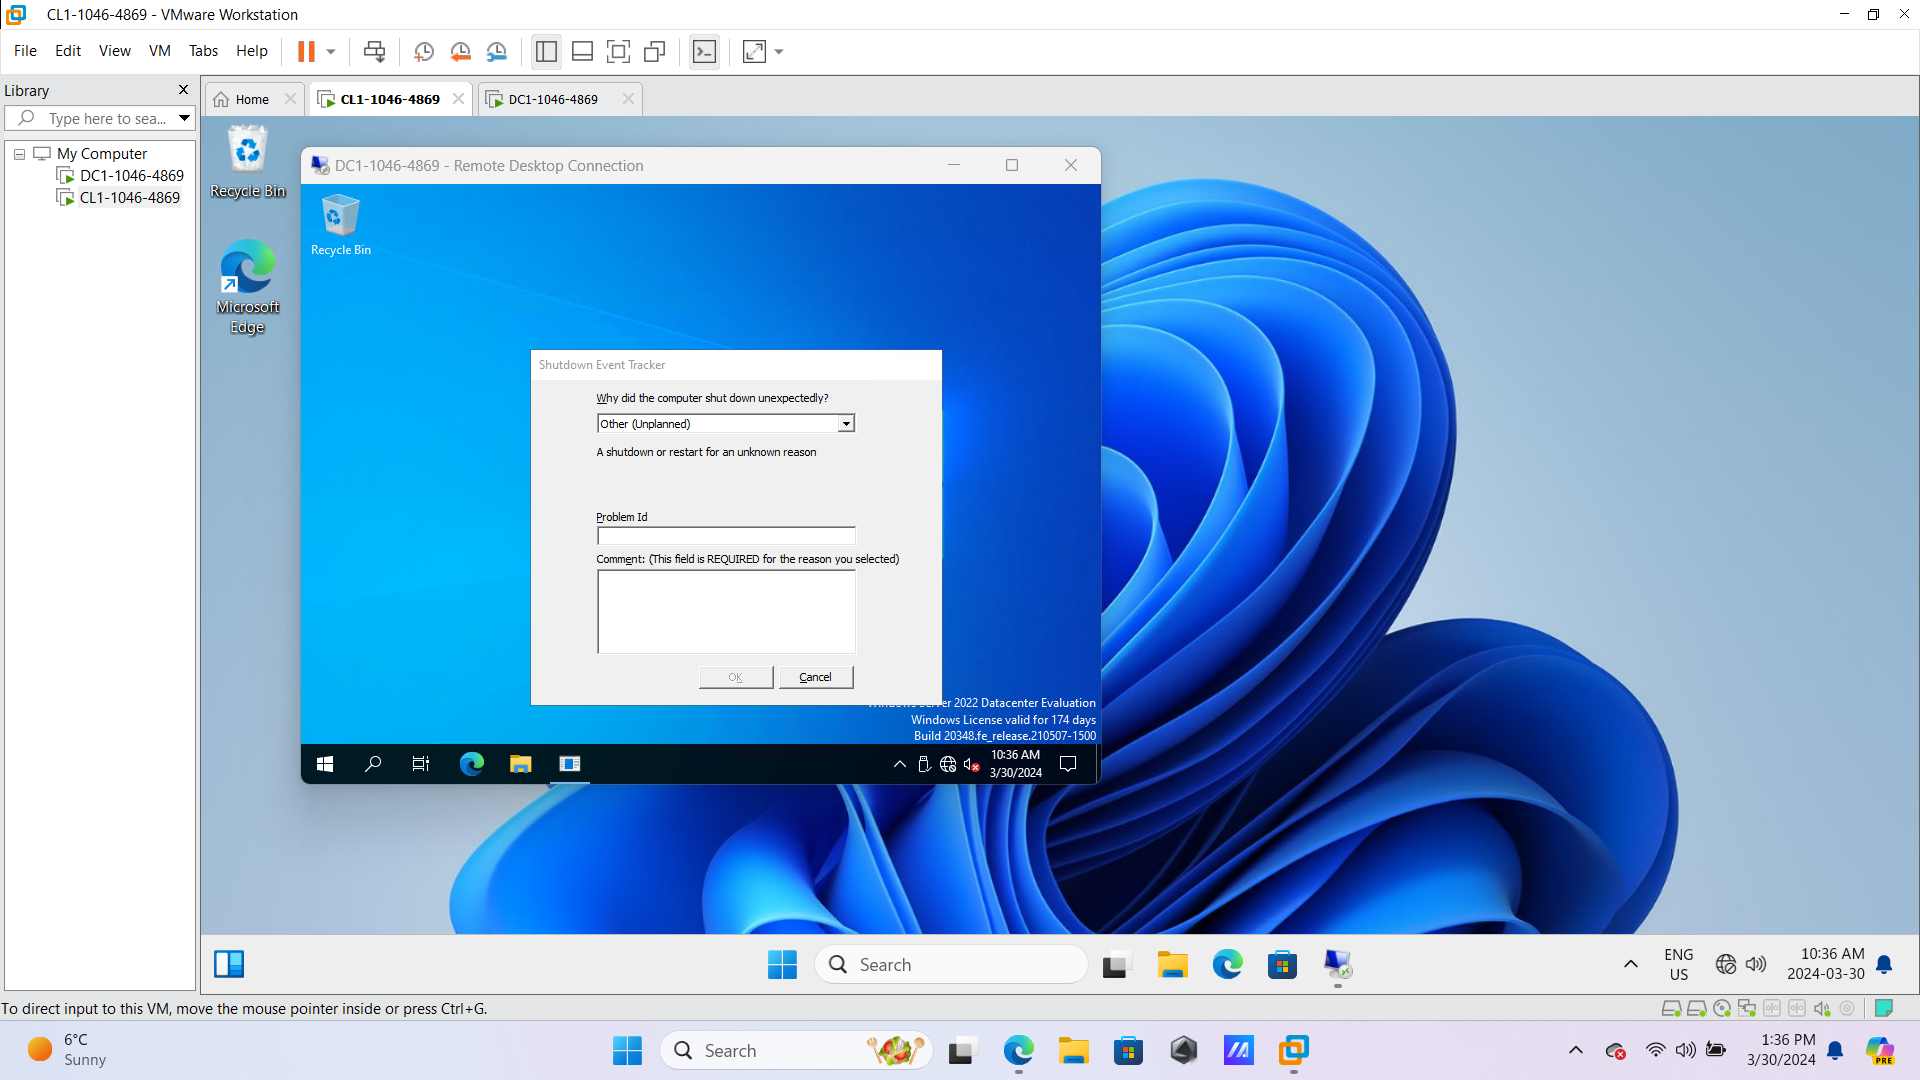 CL1-1046-4869 - VMware Workstation
File Edit View VM Tabs Help
Library
Type here to sea...
My Computer
DC1-1046-4869
CL1-1046-4869
Home
CL1-1046-4869
DC1-1046-4869
Recycle Bin
Microsoft
Edge
DC1-1046-4869 - Remote Desktop Connection
Recycle Bin
Shutdown Event Tracker
Why did the computer shut down unexpectedly?
Other (Unplanned)
A shutdown or restart for an unknown reason
Problem Id
Comment: (This field is REQUIRED for the reason you selected)
OK Cancel
2022 Datacenter Evaluation
Windows License valid for 174 days
Build 20348.fe_release.210507-1500
10:36 AM
3/30/2024
Search
ENG
US
10:36 AM
2024-03-30
To direct input to this VM, move the mouse pointer inside or press Ctrl+G.
6°C
Sunny
Search
1:36 PM
3/30/2024
PRE